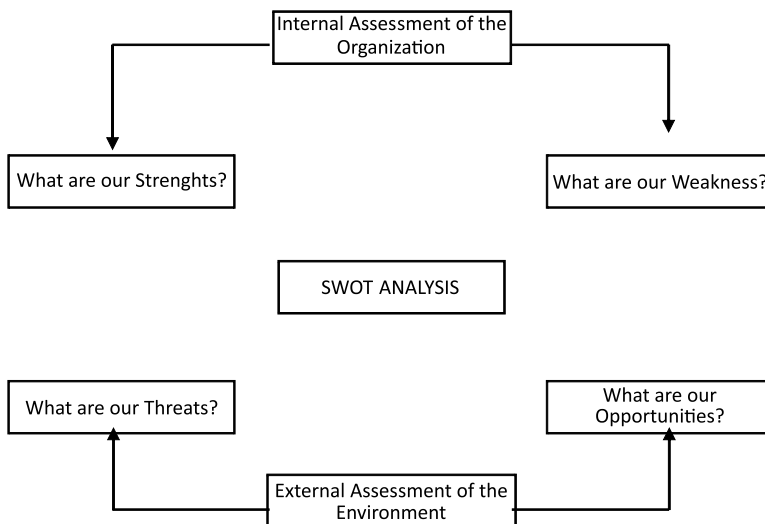 Internal Assessment of the
Organization
What are our Strenghts?
What are our Weakness?
SWOT ANALYSIS
What are our Threats?
What are our
Opportunities?
External Assessment of the
Environment